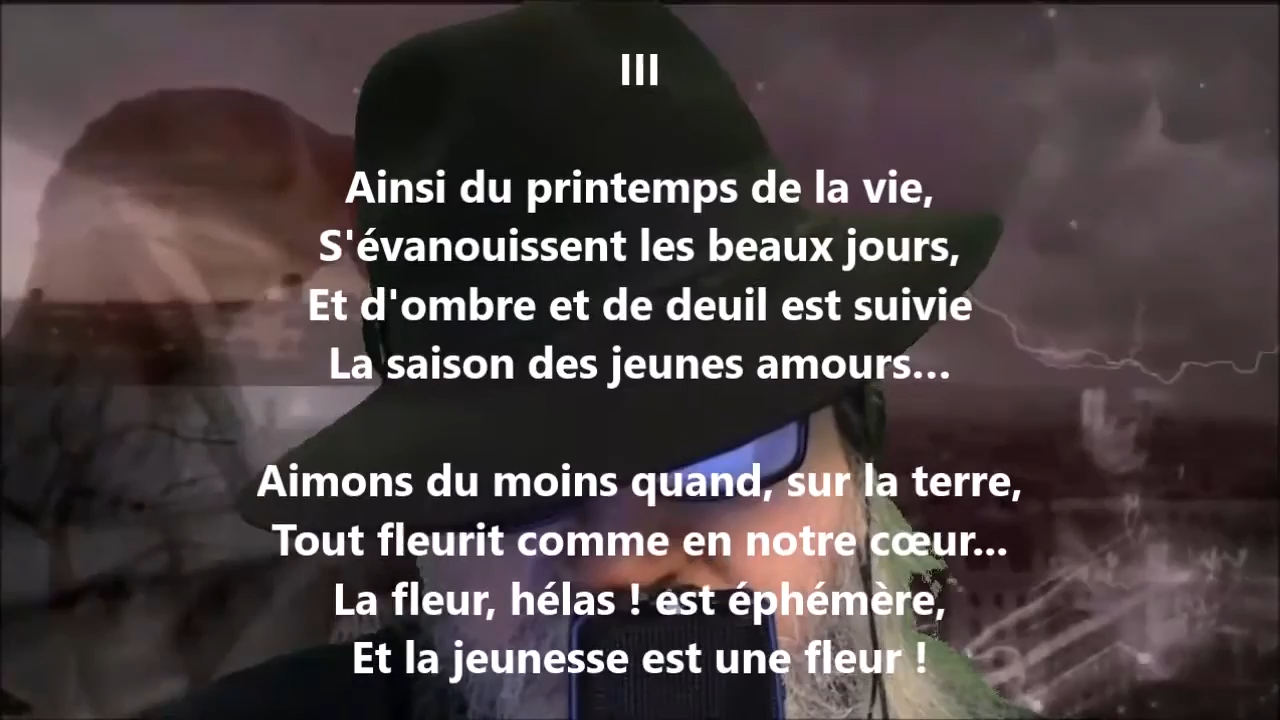 III
Ainsi du printemps de la vie,
S'évanouissent les beaux jours,
Et d'ombre et de deuil est suivie
La saison des jeunes amours...
Aimons du moins quand, sur la terre,
Tout fleurit comme en notre cœur...
La fleur, hélas ! est éphémère,
Et la jeunesse est une fleur !